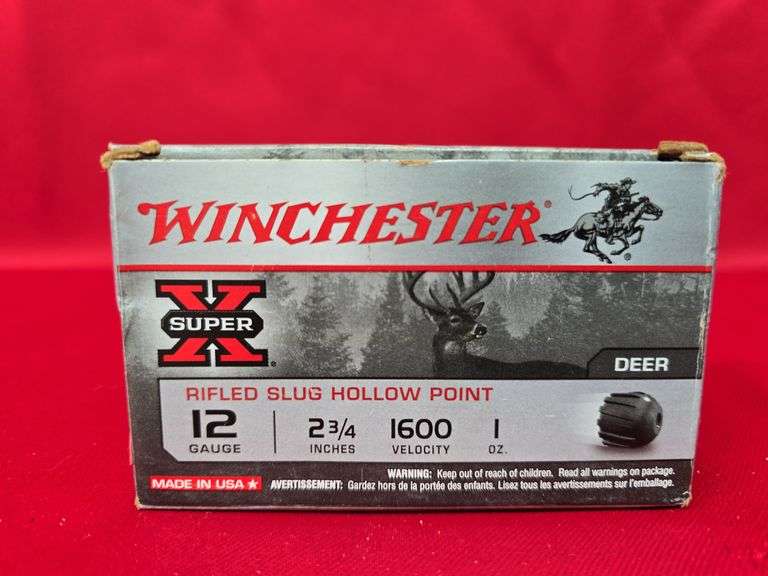 WINCHESTER®
®
SUPER X®
DEER
RIFLED SLUG HOLLOW POINT
12 2 3/4 1600 1
GAUGE INCHES VELOCITY OZ.
WARNING: Keep out of reach of children. Read all warnings on package.
MADE IN USA ★ AVERTISSEMENT: Gardez hors de la portée des enfants. Lisez tous les avertissements sur l'emballage.